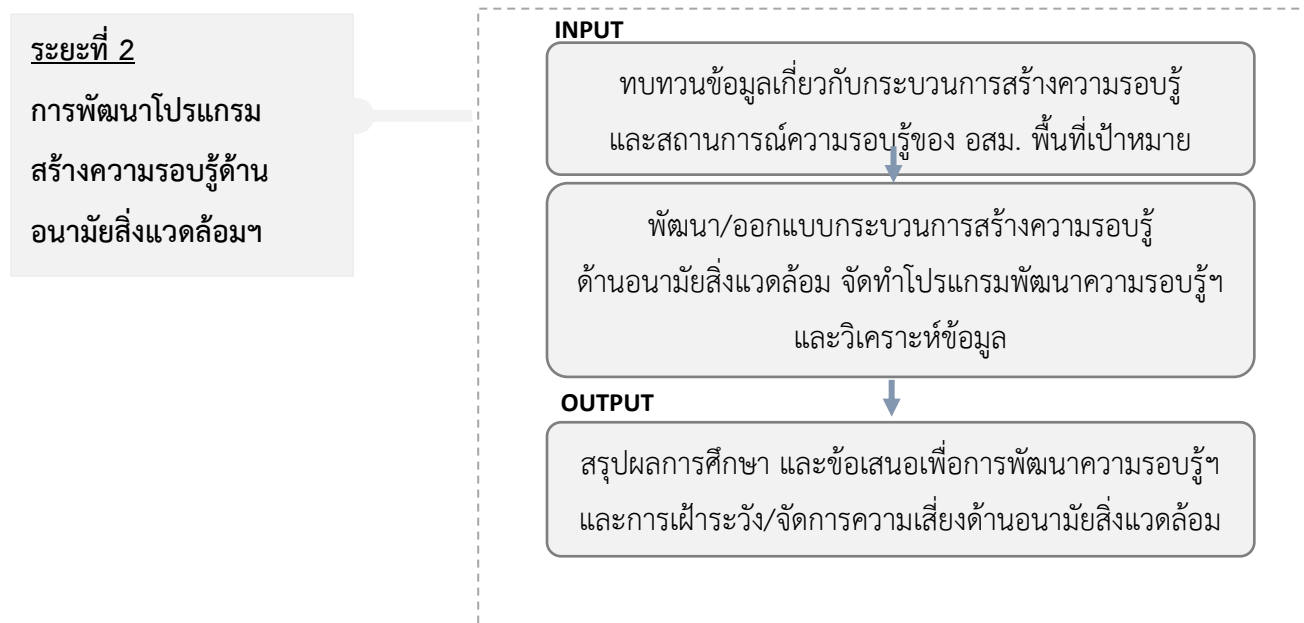 ระยะที่ 2
การพัฒนาโปรแกรม
สร้างความรอบรู้ด้าน
อนามัยสิ่งแวดล้อมฯ
INPUT
ทบทวนข้อมูลเกี่ยวกับกระบวนการสร้างความรอบรู้
และสถานการณ์ความรอบรู้ของ อสม. พื้นที่เป้าหมาย
พัฒนา/ออกแบบกระบวนการสร้างความรอบรู้
ด้านอนามัยสิ่งแวดล้อม จัดทำโปรแกรมพัฒนาความรอบรู้ฯ
และวิเคราะห์ข้อมูล
OUTPUT
สรุปผลการศึกษา และข้อเสนอเพื่อการพัฒนาความรอบรู้ฯ
และการเฝ้าระวัง/จัดการความเสี่ยงด้านอนามัยสิ่งแวดล้อม